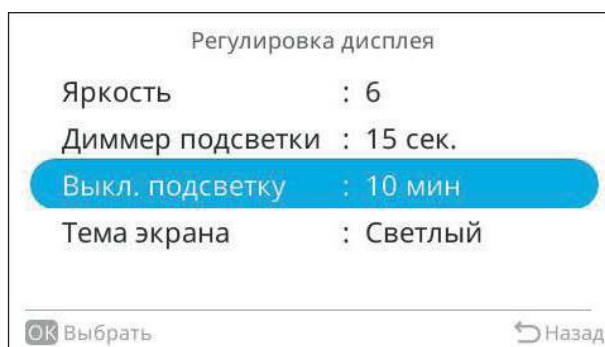 Регулировка дисплея
Яркость : 6
Диммер подсветки : 15 сек.
Выкл. подсветку : 10 мин
Тема экрана : Светлый
OK Выбрать Назад